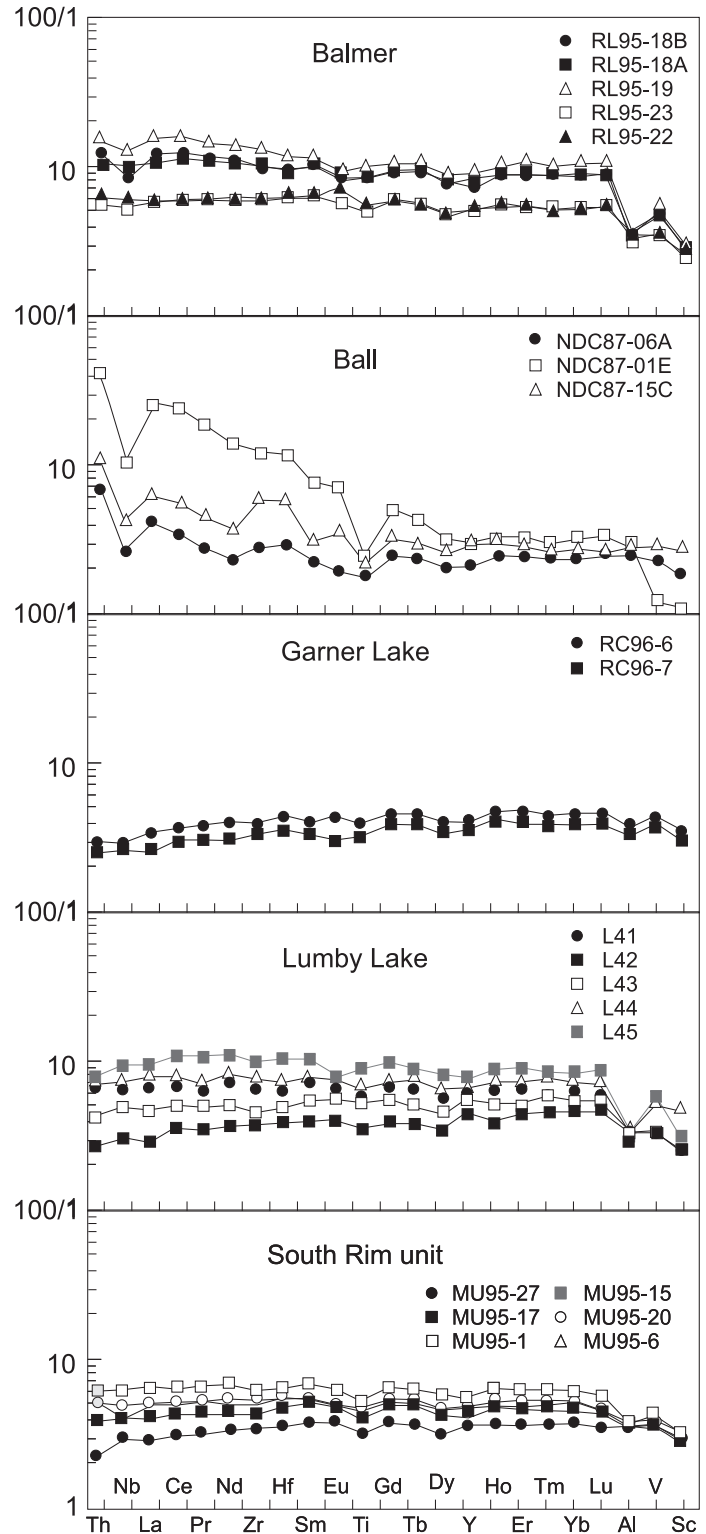 100/1
Balmer
RL95-18B
RL95-18A
RL95-19
RL95-23
RL95-22
10
100/1
Ball
NDC87-06A
NDC87-01E
NDC87-15C
10
100/1
Garner Lake
RC96-6
RC96-7
10
100/1
Lumby Lake
L41
L42
L43
L44
L45
10
100/1
South Rim unit
MU95-27 MU95-15
MU95-17 MU95-20
MU95-1 MU95-6
10
1
Nb Ce Nd Hf Eu Gd Dy Ho Tm Lu V
Th La Pr Zr Sm Ti Tb Y Er Yb Al Sc